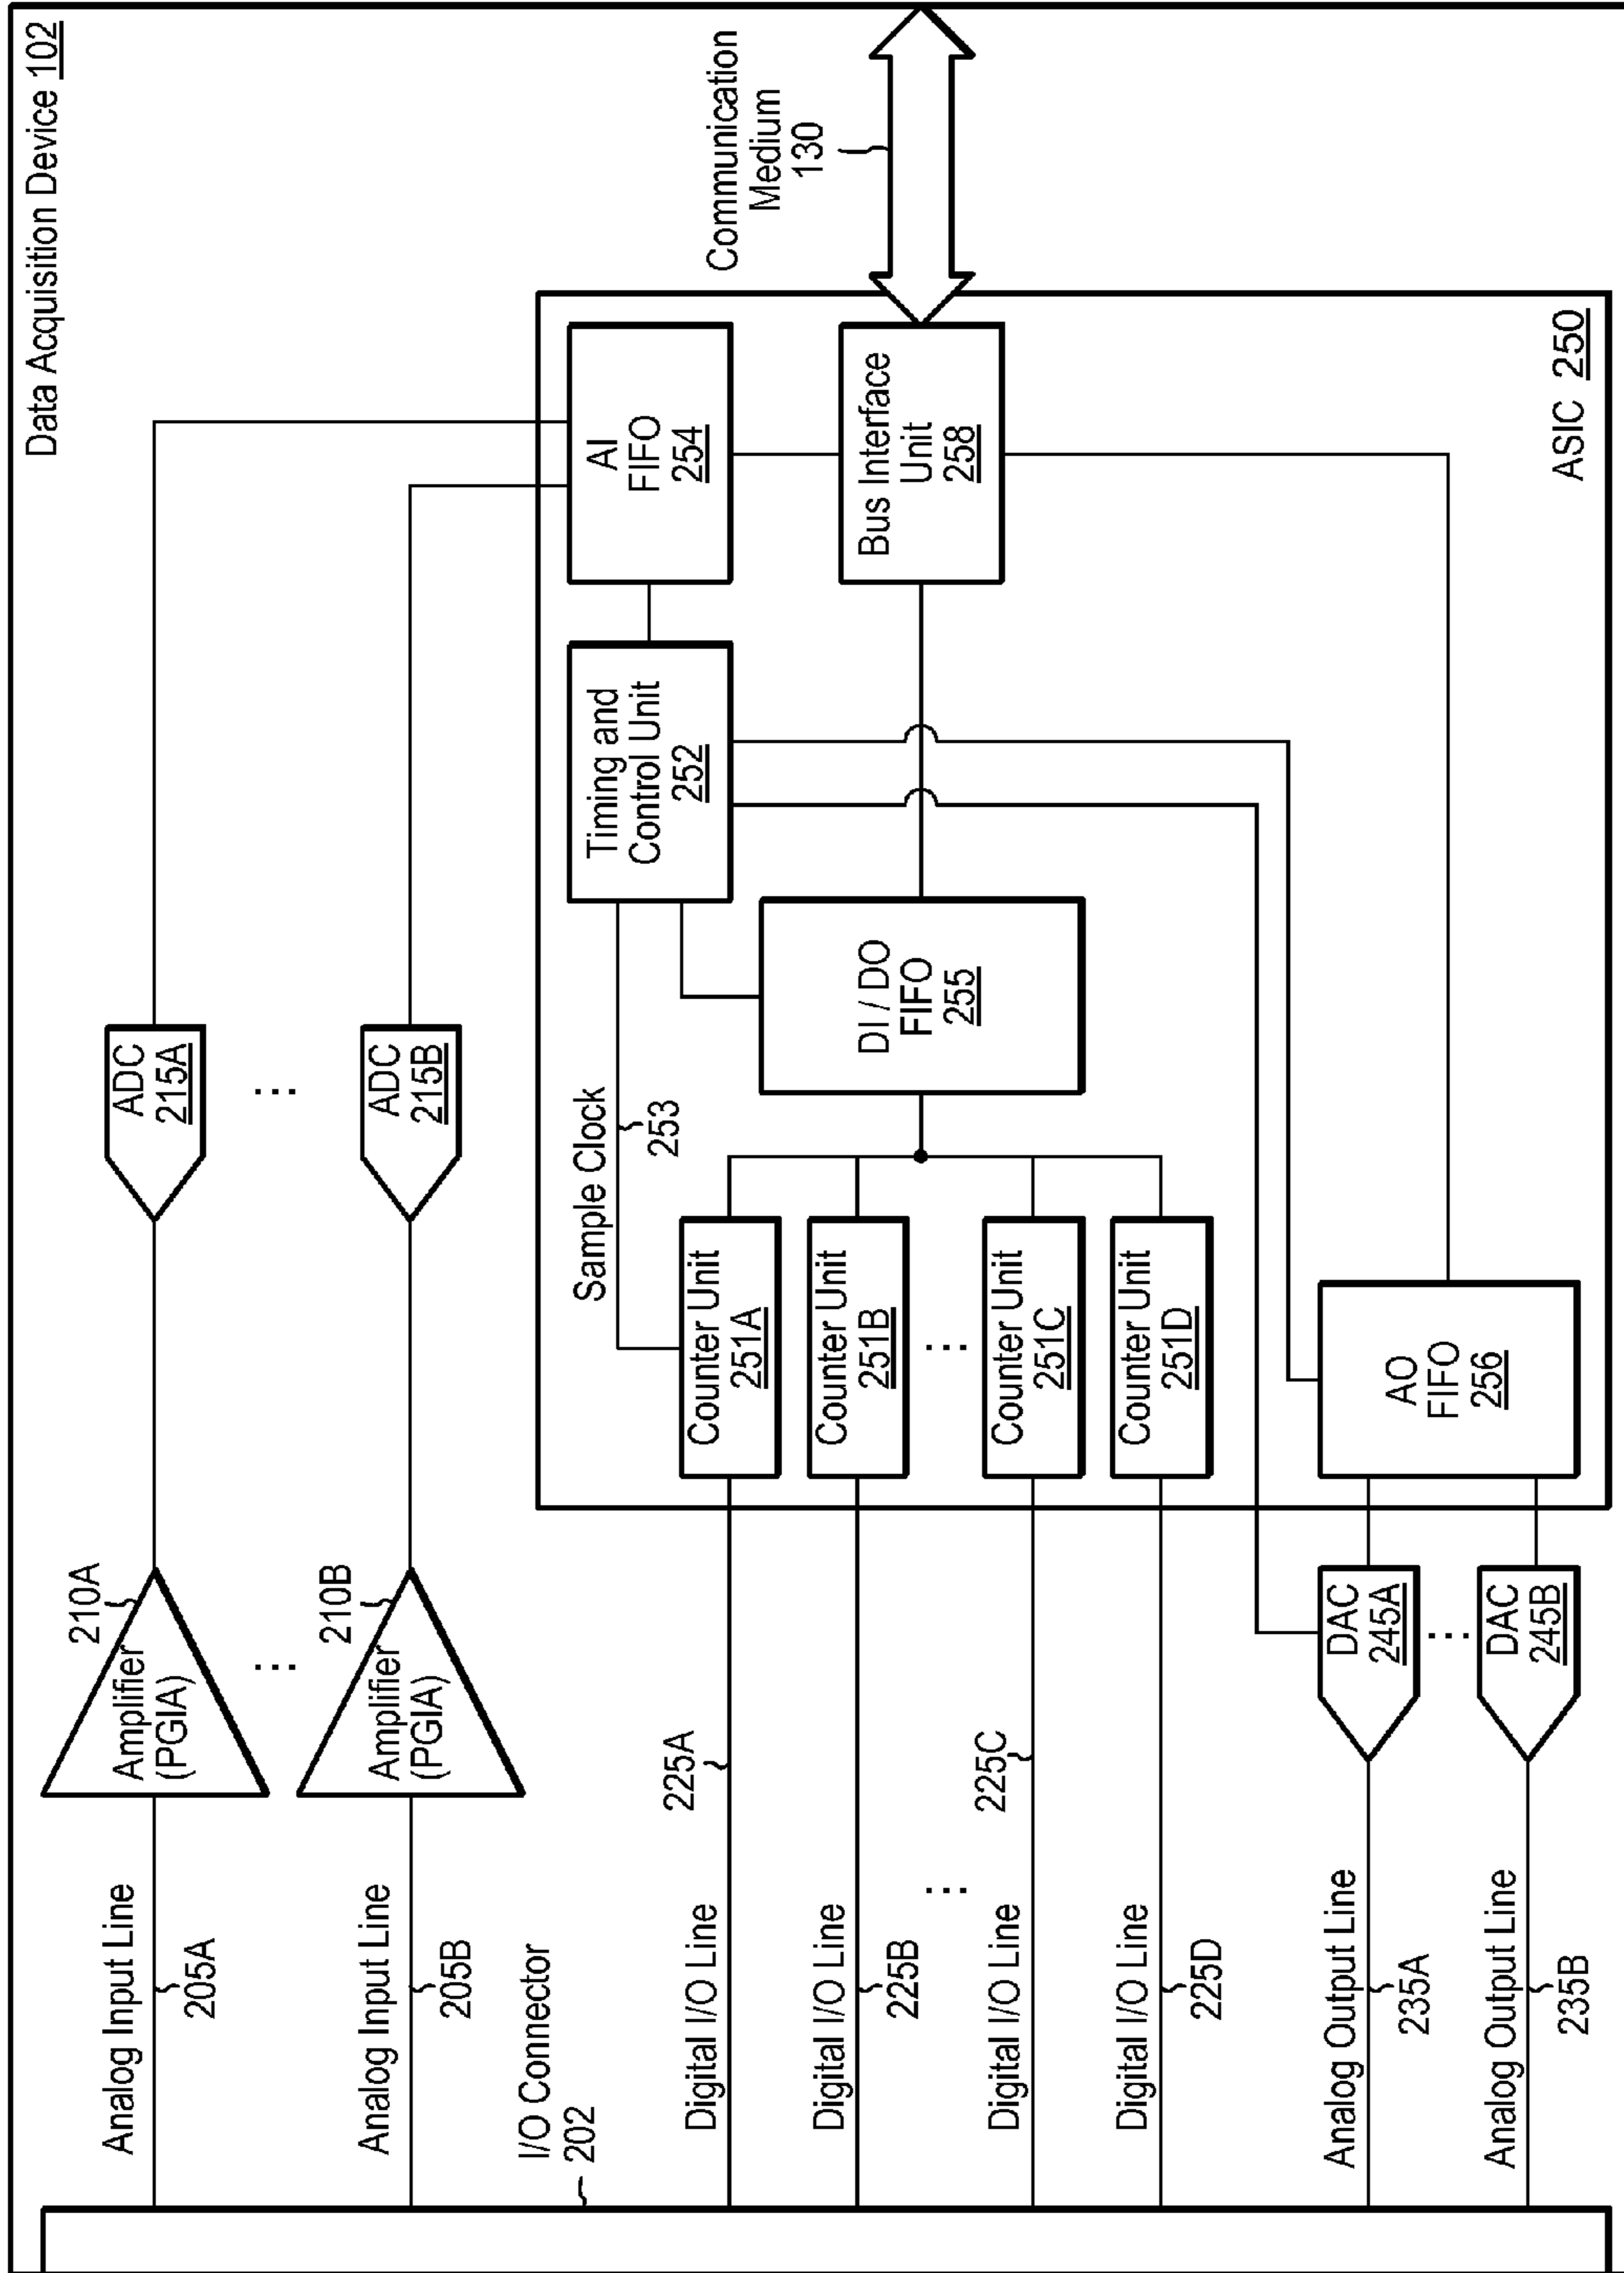 Data Acquisition Device 102
Analog Input Line
205A
Amplifier
(PGIA)
210A
ADC
215A
...
...
Analog Input Line
205B
Amplifier
(PGIA)
210B
ADC
215B
I/O Connector
202
Communication
Medium
130
Sample Clock
253
Timing and
Control Unit
252
AI
FIFO
254
Digital I/O Line
225A
Counter Unit
251A
Digital I/O Line
225B
Counter Unit
251B
DI / DO
FIFO
255
Bus Interface
Unit
258
...
...
Digital I/O Line
225C
Counter Unit
251C
Digital I/O Line
225D
Counter Unit
251D
Analog Output Line
235A
DAC
245A
...
AO
FIFO
256
Analog Output Line
235B
DAC
245B
ASIC 250